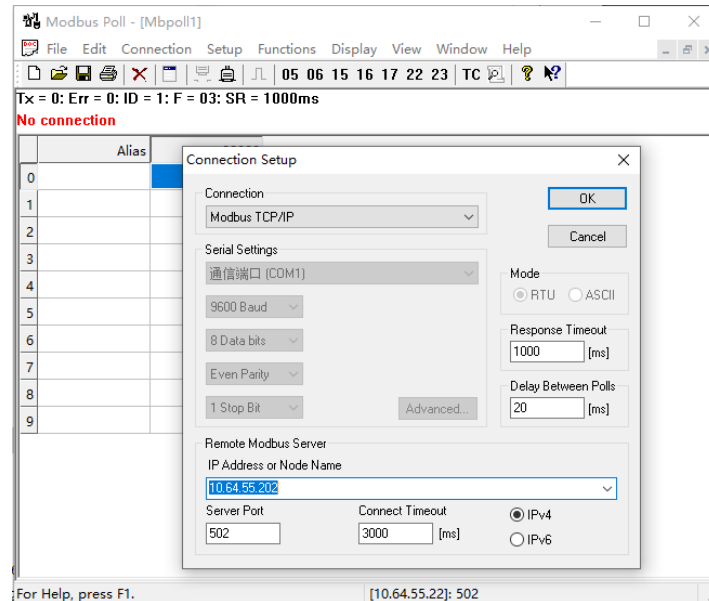 Modbus Poll - [Mbpoll1]
File Edit Connection Setup Functions Display View Window Help
05 06 15 16 17 22 23 TC
Tx = 0: Err = 0: ID = 1: F = 03: SR = 1000ms
No connection
Alias
0
1
2
3
4
5
6
7
8
9
Connection Setup
Connection
Modbus TCP/IP
OK
Cancel
Serial Settings
通信端口 (COM1)
9600 Baud
8 Data bits
Even Parity
1 Stop Bit
Advanced...
Mode
RTU ASCII
Response Timeout
1000 [ms]
Delay Between Polls
20 [ms]
Remote Modbus Server
IP Address or Node Name
10.64.55.202
Server Port
502
Connect Timeout
3000 [ms]
IPv4
IPv6
For Help, press F1.
[10.64.55.22]: 502